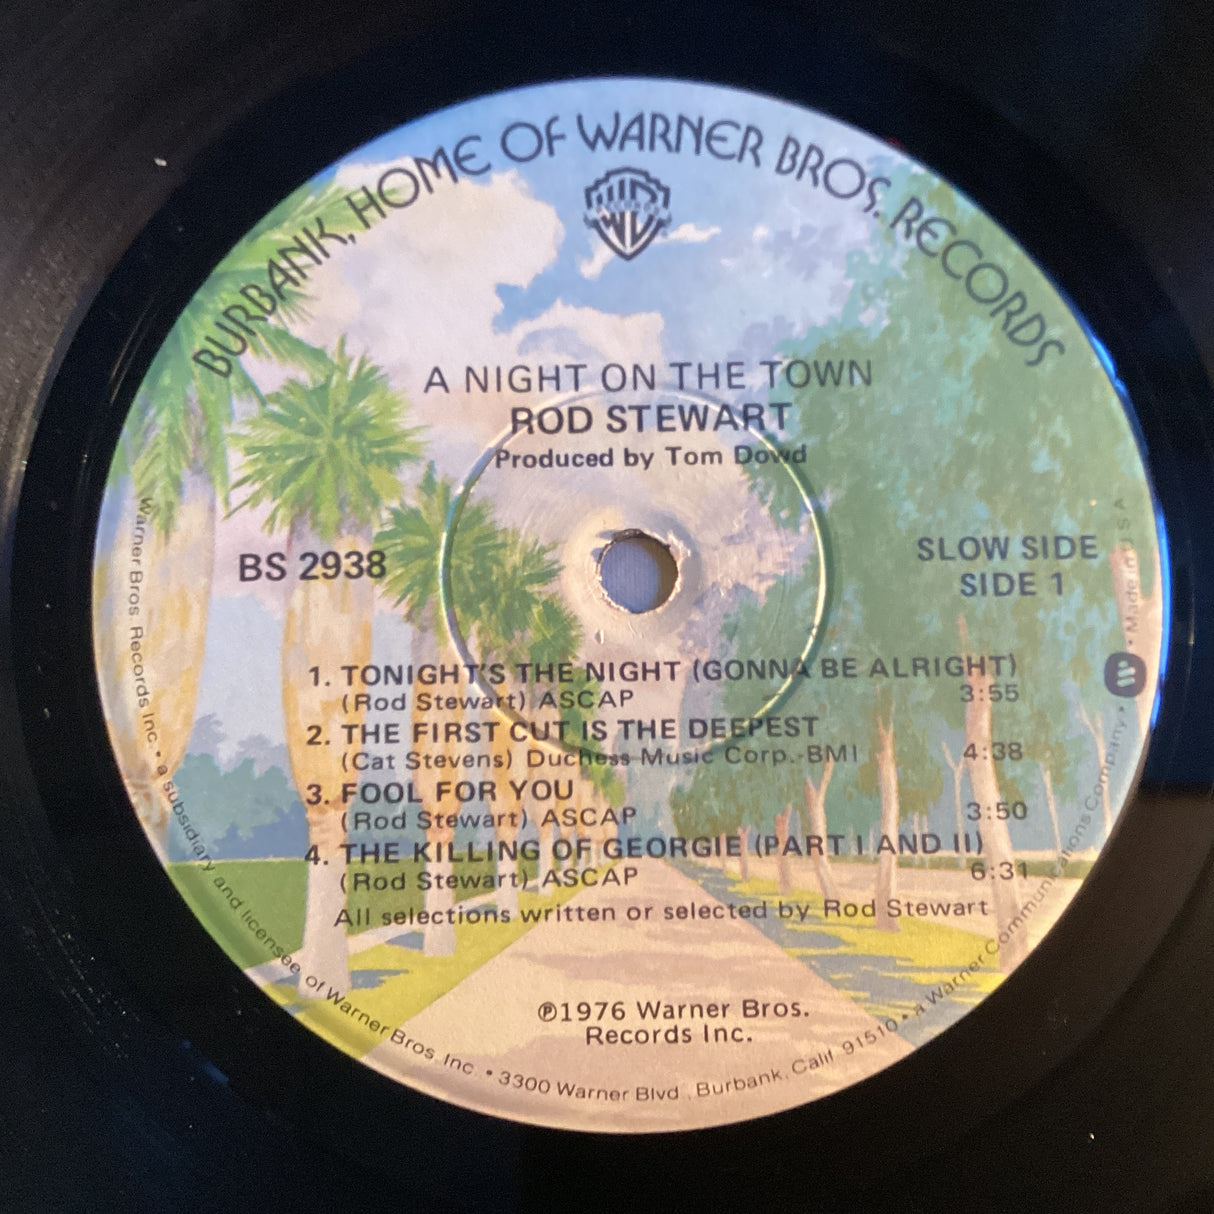 BURBANK, HOME OF WARNER BROS. RECORDS
A NIGHT ON THE TOWN
ROD STEWART
Produced by Tom Dowd
BS 2938
SLOW SIDE
SIDE 1
1. TONIGHT'S THE NIGHT (GONNA BE ALRIGHT)
(Rod Stewart) ASCAP 3:55
2. THE FIRST CUT IS THE DEEPEST
(Cat Stevens) Duchess Music Corp.-BMI 4:38
3. FOOL FOR YOU
(Rod Stewart) ASCAP 3:50
4. THE KILLING OF GEORGIE (PART I AND II)
(Rod Stewart) ASCAP 6:31
All selections written or selected by Rod Stewart
℗1976 Warner Bros.
Records Inc.
Warner Bros. Records Inc. • a subsidiary and licensee of Warner Bros. Inc. • 3300 Warner Blvd., Burbank, Calif. 91510 • a Warner Communications Company • Made in U S A